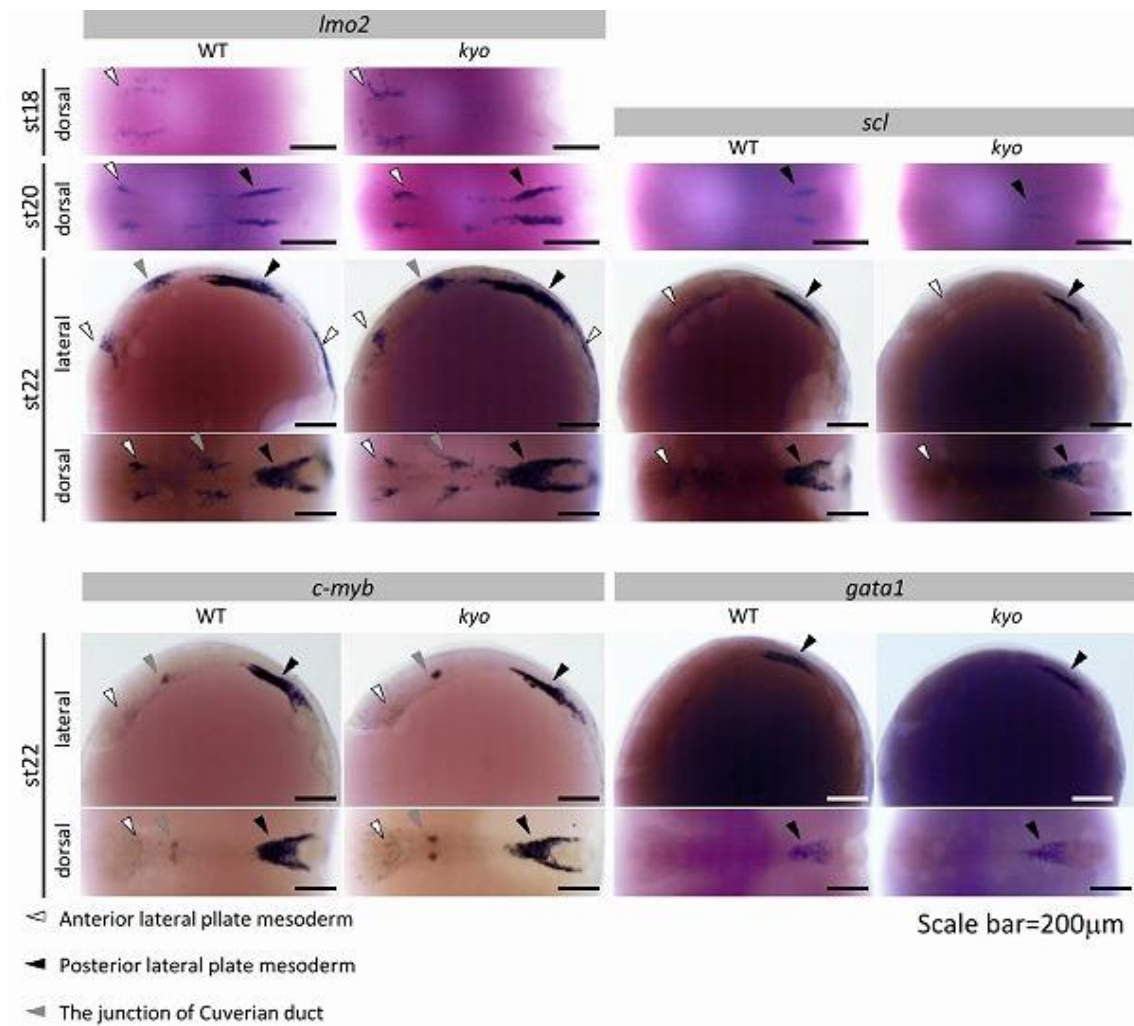 lmo2
WT kyo
st18 dorsal
scl
WT kyo
st20 dorsal
st22 lateral
dorsal
c-myb gata1
WT kyo WT kyo
st22 lateral
dorsal
Anterior lateral pllate mesoderm
Scale bar=200μm
Posterior lateral plate mesoderm
The junction of Cuverian duct